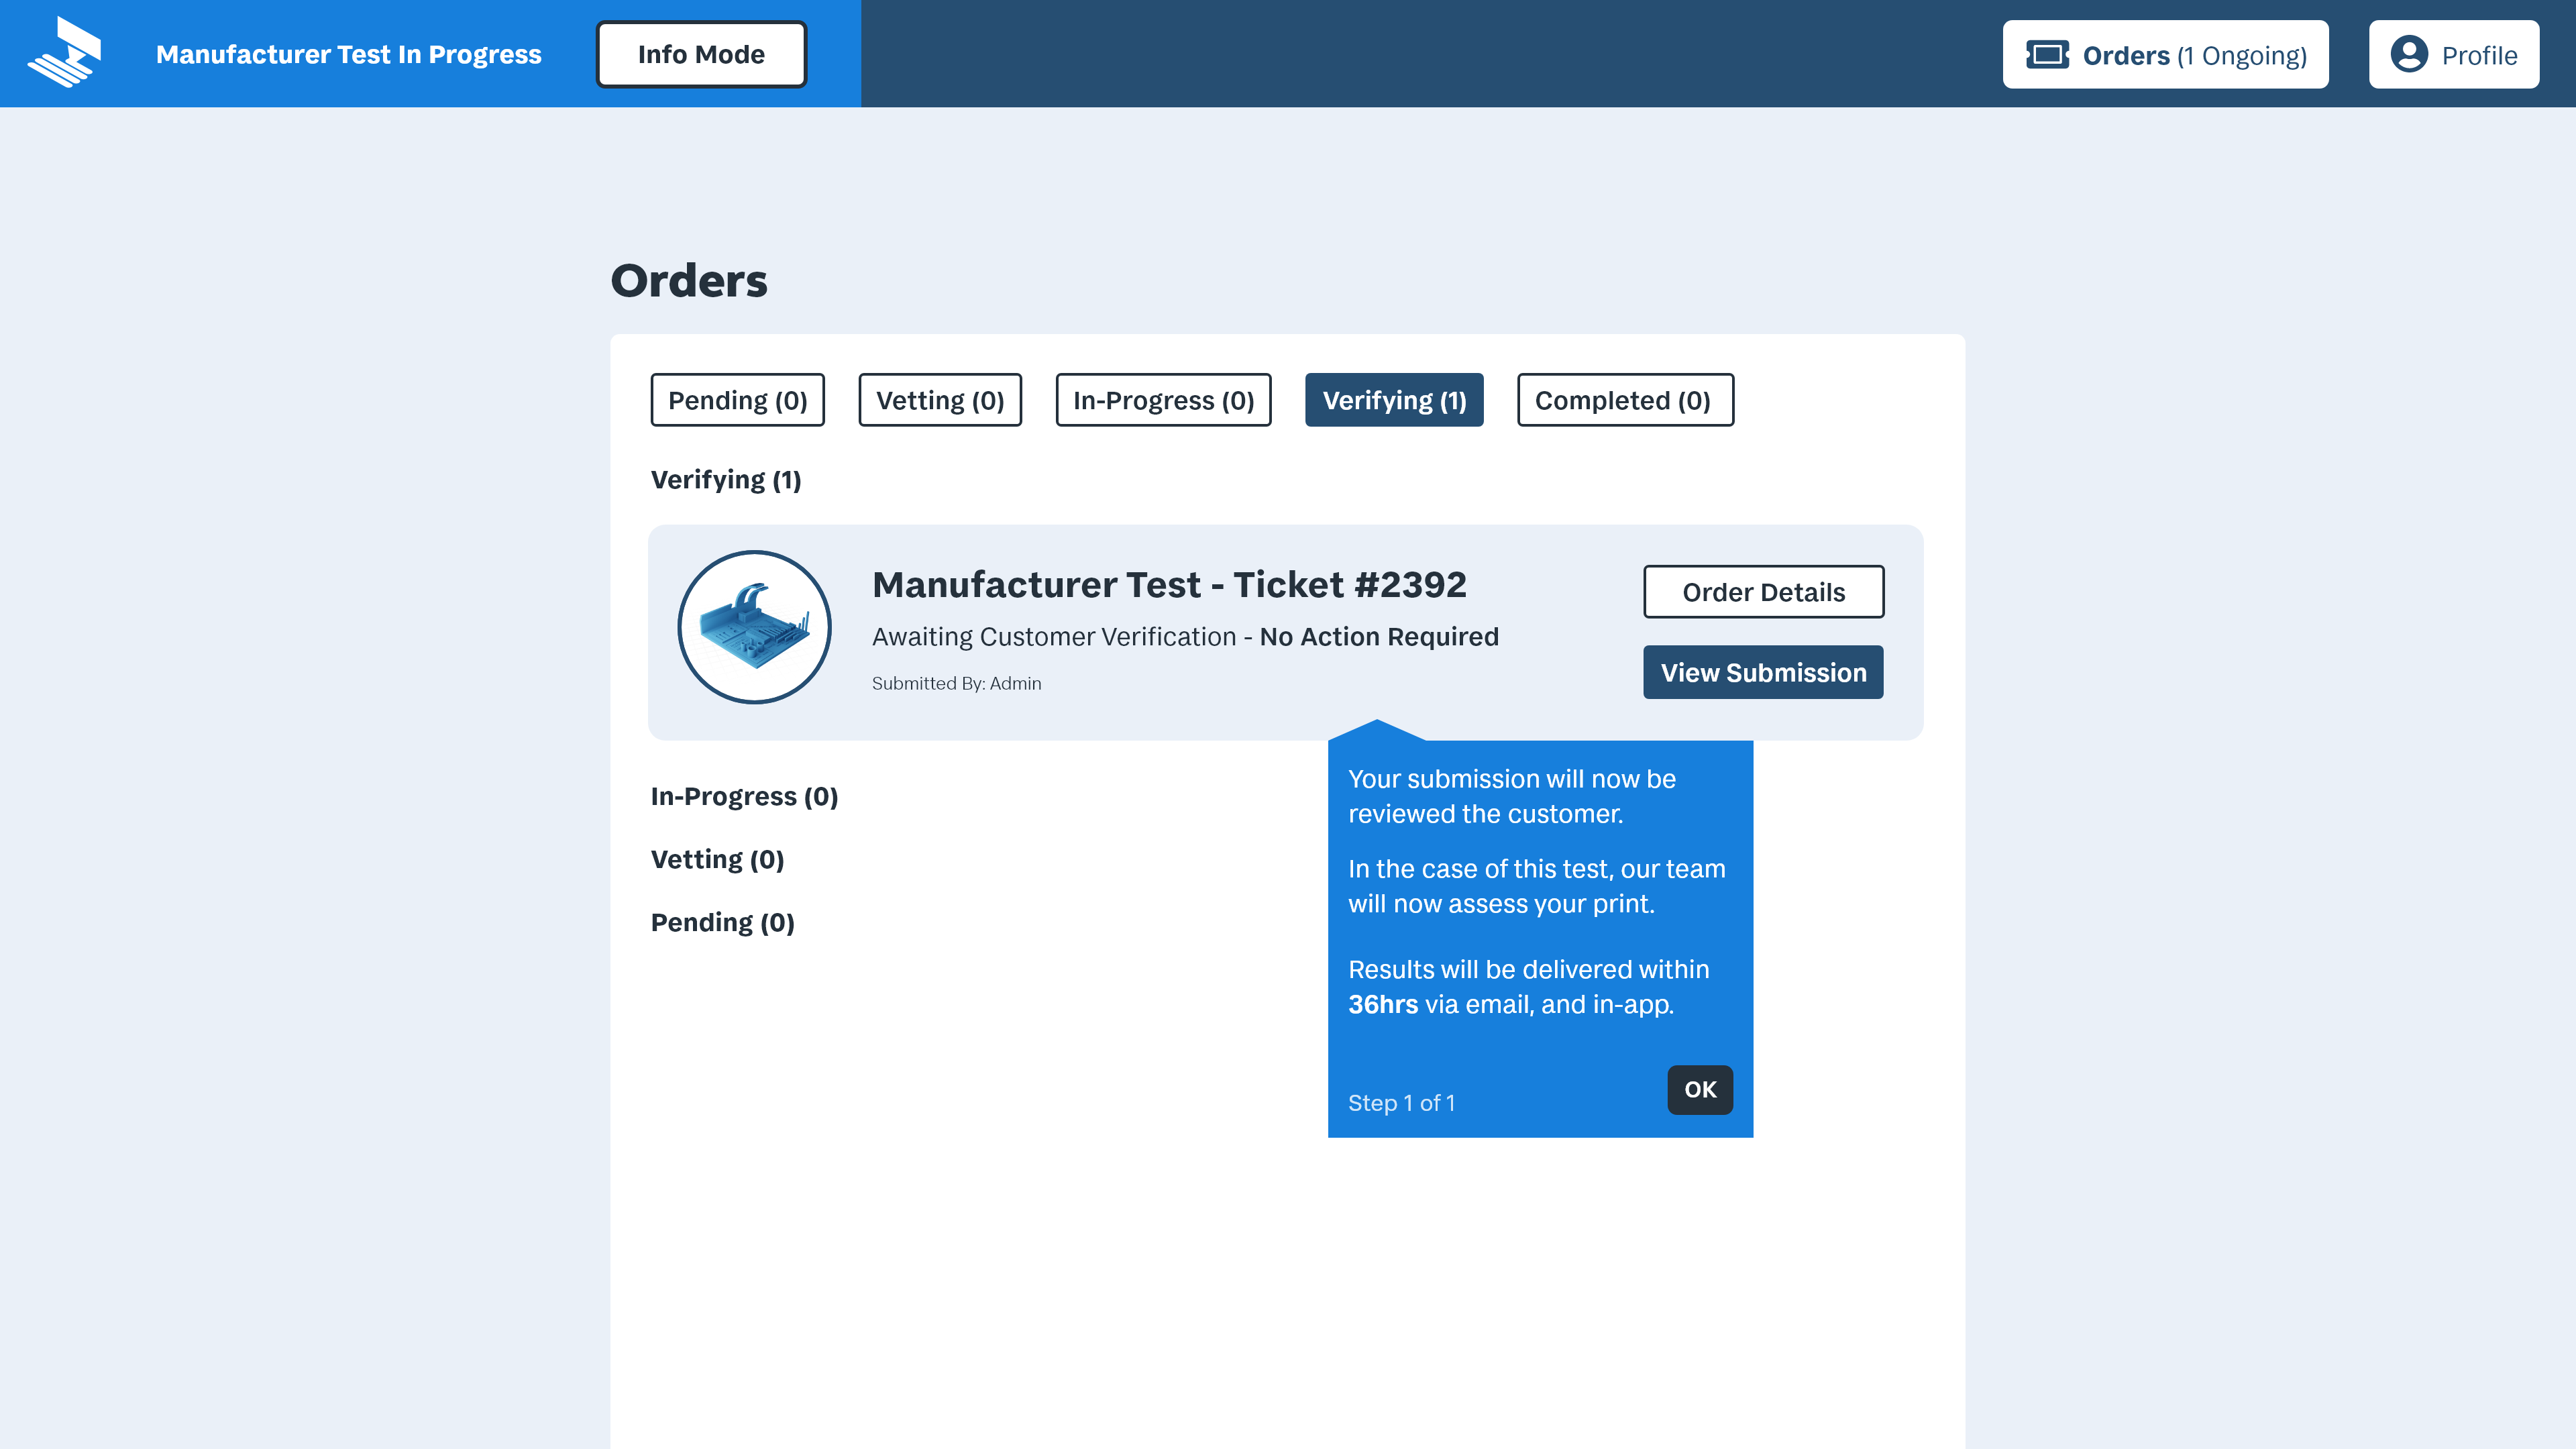 Manufacturer Test In Progress
Info Mode
Orders (1 Ongoing)
Profile
Orders
Pending (0)
Vetting (0)
In-Progress (0)
Verifying (1)
Completed (0)
Verifying (1)
Manufacturer Test - Ticket #2392
Awaiting Customer Verification - No Action Required
Submitted By: Admin
Order Details
View Submission
In-Progress (0)
Vetting (0)
Pending (0)
Your submission will now be
reviewed the customer.
In the case of this test, our team
will now assess your print.
Results will be delivered within
36hrs via email, and in-app.
Step 1 of 1
OK